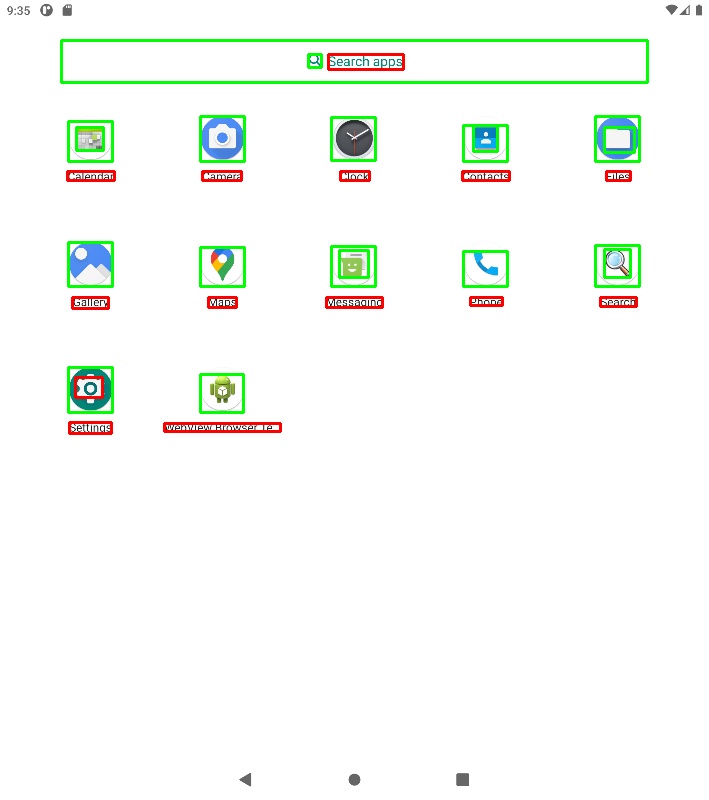 9:35
Search apps
Calendar Camera Clock Contacts Files
Gallery Maps Messaging Phone Search
Settings WebView Browser Te...